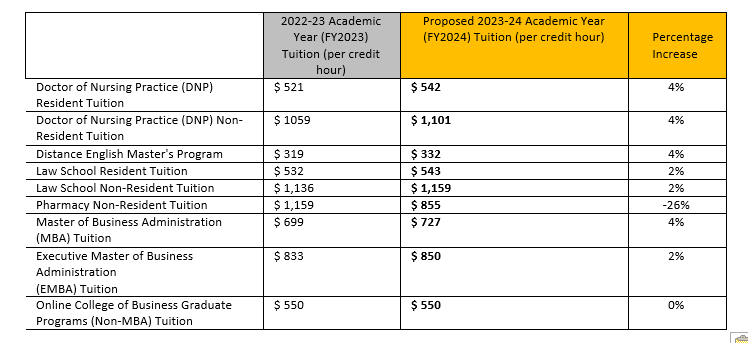 2022-23 Academic
Year (FY2023)
Tuition (per credit
hour)
Proposed 2023-24 Academic Year
(FY2024) Tuition (per credit hour)
Percentage
Increase
Doctor of Nursing Practice (DNP)
Resident Tuition
$ 521
$ 542
4%
Doctor of Nursing Practice (DNP) Non-
Resident Tuition
$ 1059
$ 1,101
4%
Distance English Master's Program
$ 319
$ 332
4%
Law School Resident Tuition
$ 532
$ 543
2%
Law School Non-Resident Tuition
$ 1,136
$ 1,159
2%
Pharmacy Non-Resident Tuition
$ 1,159
$ 855
-26%
Master of Business Administration
(MBA) Tuition
$ 699
$ 727
4%
Executive Master of Business
Administration
(EMBA) Tuition
$ 833
$ 850
2%
Online College of Business Graduate
Programs (Non-MBA) Tuition
$ 550
$ 550
0%